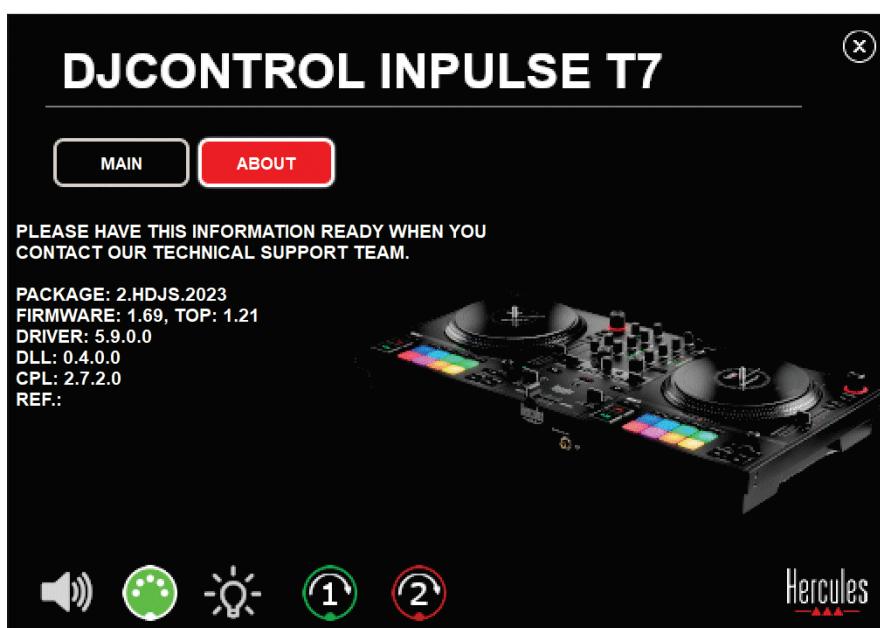 DJCONTROL INPULSE T7
MAIN
ABOUT
PLEASE HAVE THIS INFORMATION READY WHEN YOU
CONTACT OUR TECHNICAL SUPPORT TEAM.
PACKAGE: 2.HDJS.2023
FIRMWARE: 1.69, TOP: 1.21
DRIVER: 5.9.0.0
DLL: 0.4.0.0
CPL: 2.7.2.0
REF.:
1
2
Hercules